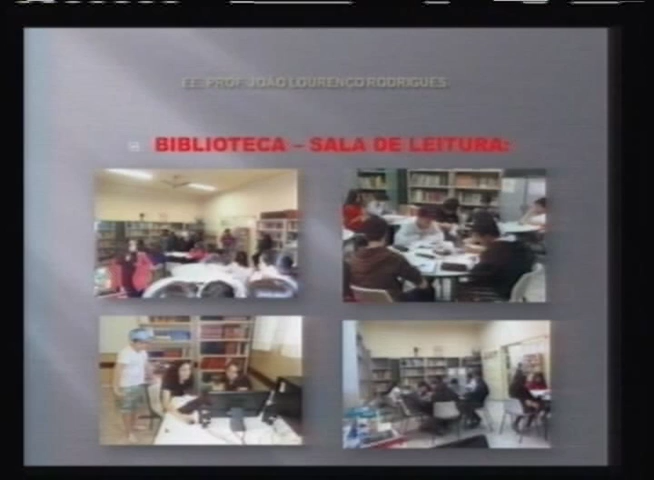 EE. PROF. JOÃO LOURENÇO RODRIGUES
BIBLIOTECA – SALA DE LEITURA: